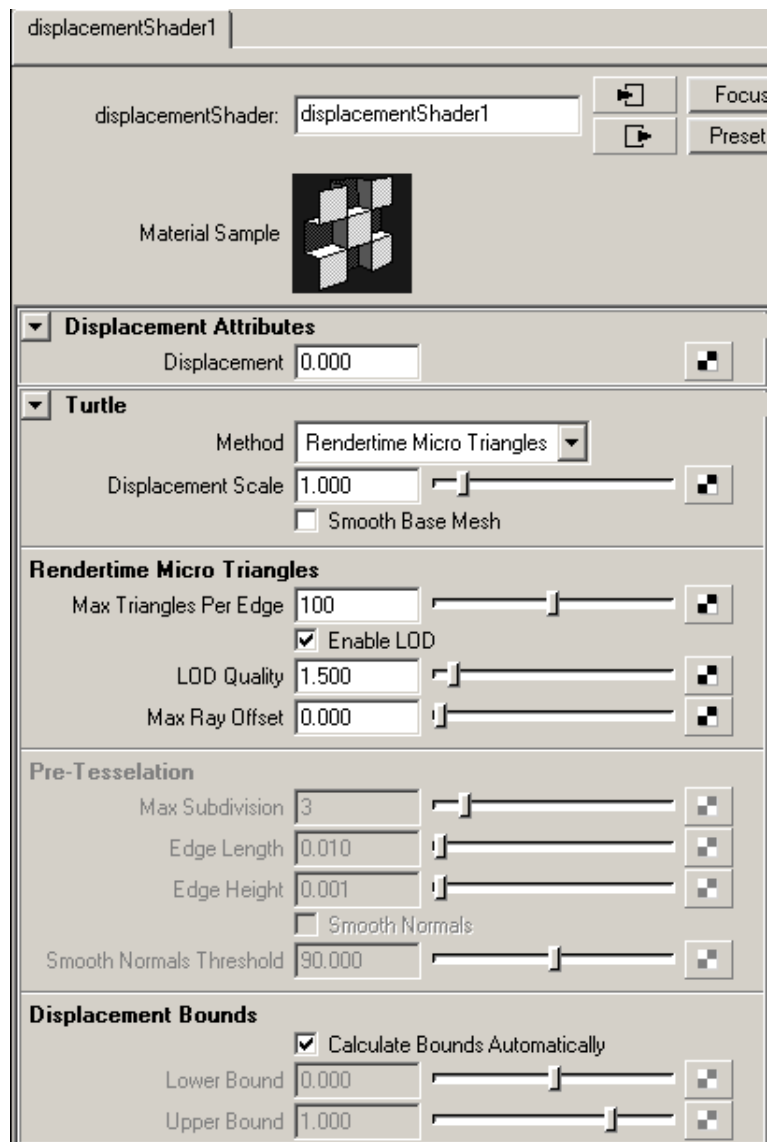 displacementShader1
displacementShader: displacementShader1 Focus
Preset
Material Sample
Displacement Attributes
Displacement 0.000
Turtle
Method Rendertime Micro Triangles
Displacement Scale 1.000
Smooth Base Mesh
Rendertime Micro Triangles
Max Triangles Per Edge 100
Enable LOD
LOD Quality 1.500
Max Ray Offset 0.000
Pre-Tesselation
Max Subdivision 3
Edge Length 0.010
Edge Height 0.001
Smooth Normals
Smooth Normals Threshold 90.000
Displacement Bounds
Calculate Bounds Automatically
Lower Bound 0.000
Upper Bound 1.000